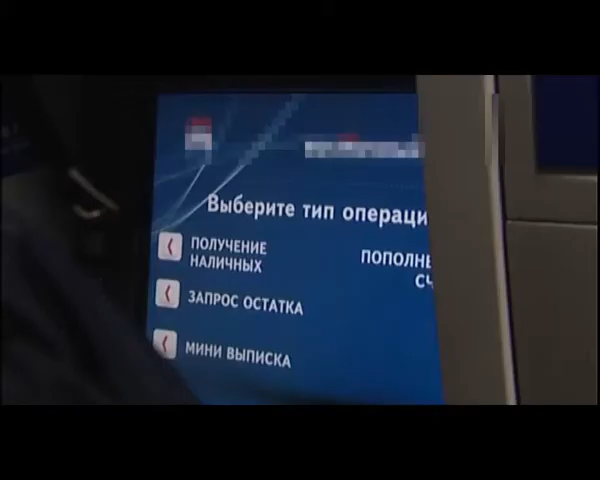 Выберите тип операци
ПОЛУЧЕНИЕ
НАЛИЧНЫХ
ПОПОЛНЕ
СЧ
ЗАПРОС ОСТАТКА
МИНИ ВЫПИСКА